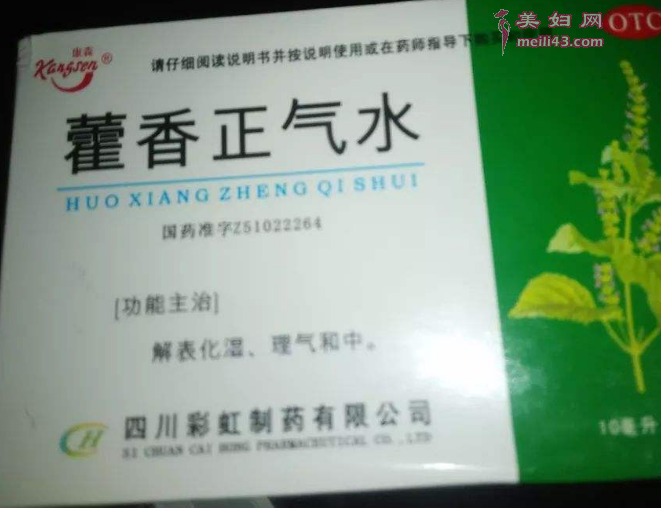 康森
Kangsen®
美妇网
meili43.com
OTC
请仔细阅读说明书并按说明使用或在药师指导下
藿香正气水
HUO XIANG ZHENG QI SHUI
国药准字Z51022264
[功能主治]
解表化湿、理气和中。
CH
四川彩虹制药有限公司
SI CHUAN CAI HONG PHARMACEUTICAL CO.,LTD
10毫升